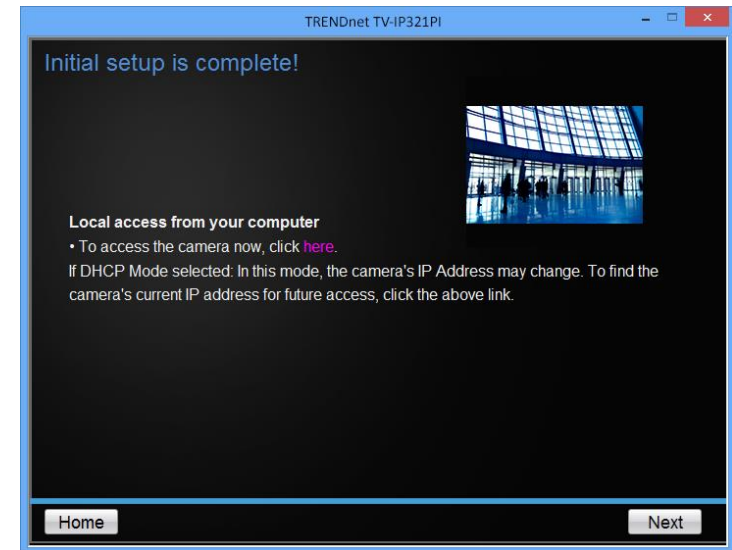 TRENDnet TV-IP321PI
Initial setup is complete!
Local access from your computer
• To access the camera now, click here.
If DHCP Mode selected: In this mode, the camera's IP Address may change. To find the
camera's current IP address for future access, click the above link.
Home
Next